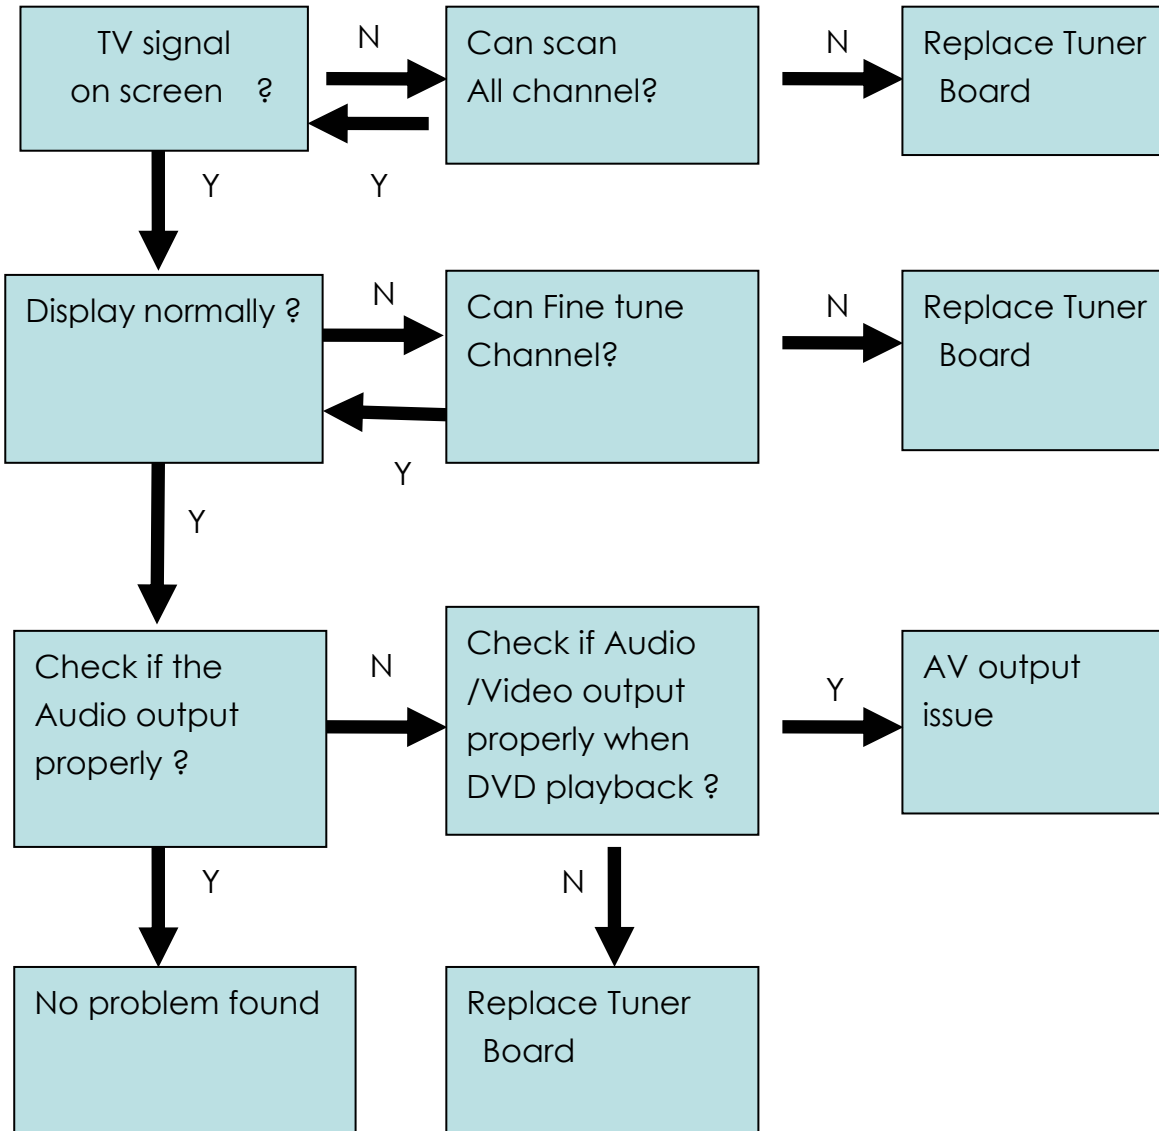 TV signal
on screen ?
N
Can scan
All channel?
N
Replace Tuner
Board
Y
Y
Display normally ?
N
Can Fine tune
Channel?
N
Replace Tuner
Board
Y
Y
Check if the
Audio output
properly ?
N
Check if Audio
/Video output
properly when
DVD playback ?
Y
AV output
issue
Y
N
No problem found
Replace Tuner
Board